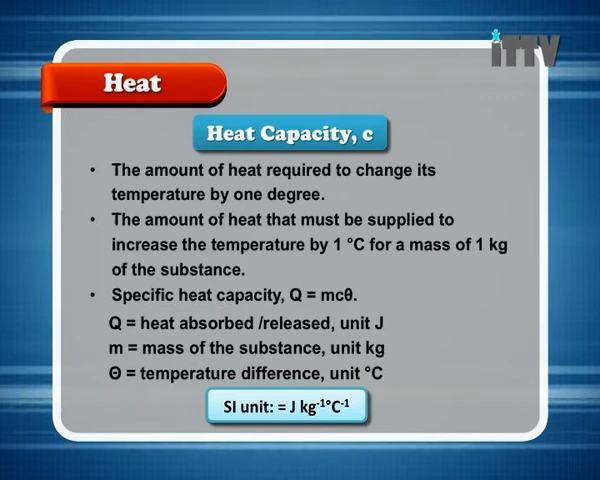 iTTV
Heat
Heat Capacity, c
• The amount of heat required to change its
temperature by one degree.
• The amount of heat that must be supplied to
increase the temperature by 1 °C for a mass of 1 kg
of the substance.
• Specific heat capacity, Q = mcθ.
Q = heat absorbed /released, unit J
m = mass of the substance, unit kg
Θ = temperature difference, unit °C
SI unit: = J kg⁻¹°C⁻¹